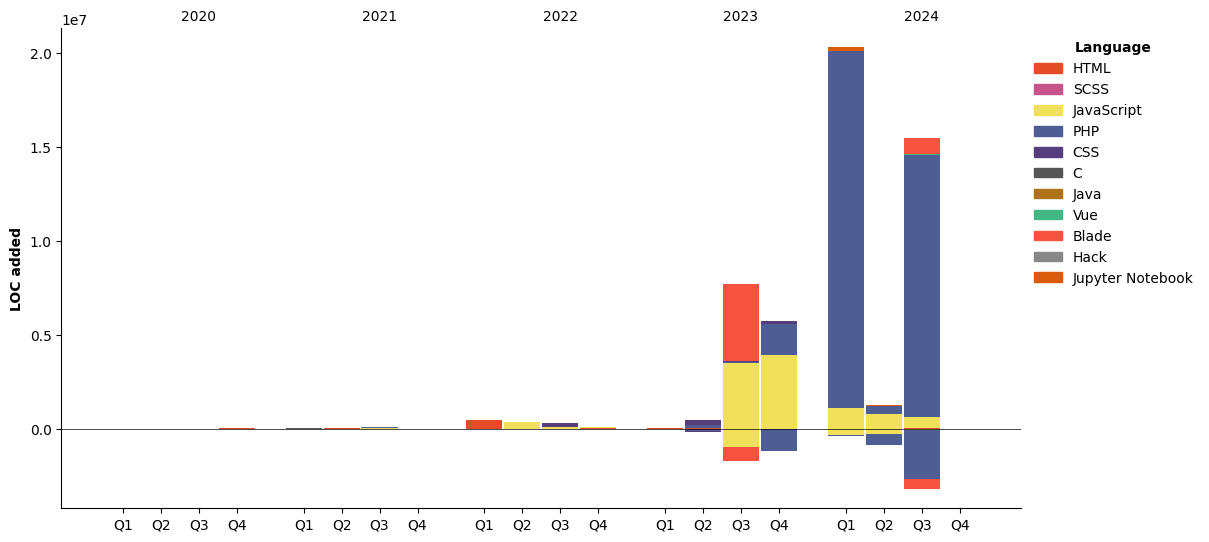 1e7
2020 2021 2022 2023 2024
2.0
1.5
1.0
0.5
0.0
LOC added
Q1 Q2 Q3 Q4 Q1 Q2 Q3 Q4 Q1 Q2 Q3 Q4 Q1 Q2 Q3 Q4 Q1 Q2 Q3 Q4
Language
HTML
SCSS
JavaScript
PHP
CSS
C
Java
Vue
Blade
Hack
Jupyter Notebook